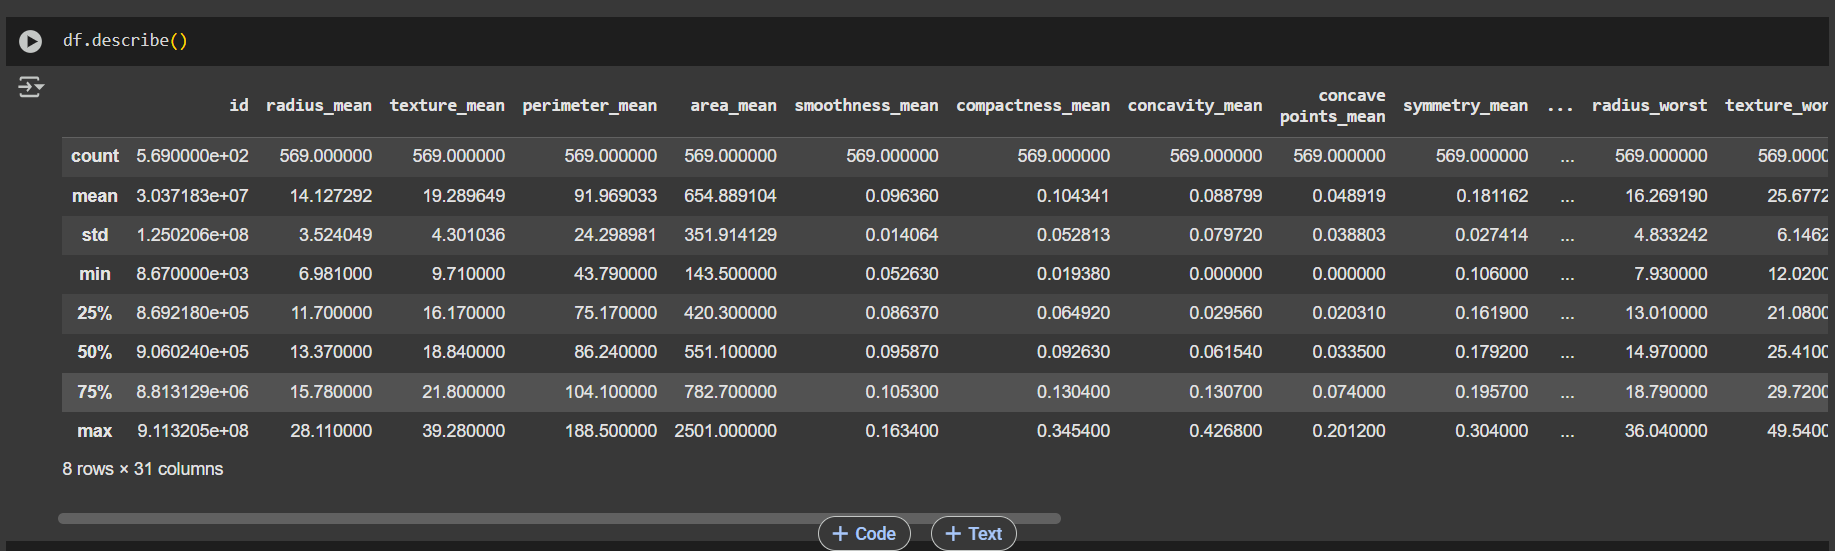 df.describe()
id radius_mean texture_mean perimeter_mean area_mean smoothness_mean compactness_mean concavity_mean concave points_mean symmetry_mean ... radius_worst texture_wor
count 5.690000e+02 569.000000 569.000000 569.000000 569.000000 569.000000 569.000000 569.000000 569.000000 569.000000 ... 569.000000 569.0000
mean 3.037183e+07 14.127292 19.289649 91.969033 654.889104 0.096360 0.104341 0.088799 0.048919 0.181162 ... 16.269190 25.6772
std 1.250206e+08 3.524049 4.301036 24.298981 351.914129 0.014064 0.052813 0.079720 0.038803 0.027414 ... 4.833242 6.1462
min 8.670000e+03 6.981000 9.710000 43.790000 143.500000 0.052630 0.019380 0.000000 0.000000 0.106000 ... 7.930000 12.0200
25% 8.692180e+05 11.700000 16.170000 75.170000 420.300000 0.086370 0.064920 0.029560 0.020310 0.161900 ... 13.010000 21.0800
50% 9.060240e+05 13.370000 18.840000 86.240000 551.100000 0.095870 0.092630 0.061540 0.033500 0.179200 ... 14.970000 25.4100
75% 8.813129e+06 15.780000 21.800000 104.100000 782.700000 0.105300 0.130400 0.130700 0.074000 0.195700 ... 18.790000 29.7200
max 9.113205e+08 28.110000 39.280000 188.500000 2501.000000 0.163400 0.345400 0.426800 0.201200 0.304000 ... 36.040000 49.5400
8 rows × 31 columns
+ Code + Text